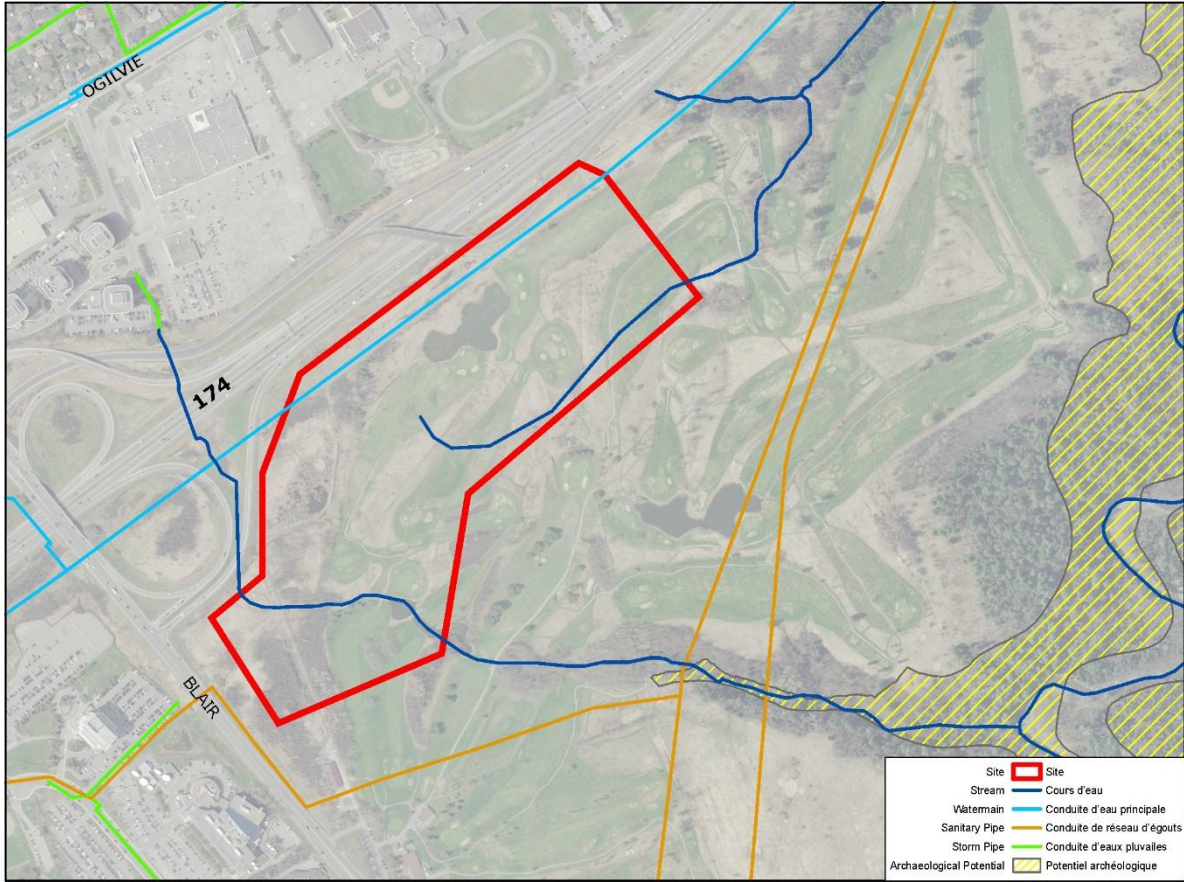 OGILVIE
174
BLAIR
Site Site
Stream Cours d'eau
Watermain Conduite d'eau principale
Sanitary Pipe Conduite de réseau d'égouts
Storm Pipe Conduite d'eaux pluvailes
Archaeological Potential Potentiel archéologique